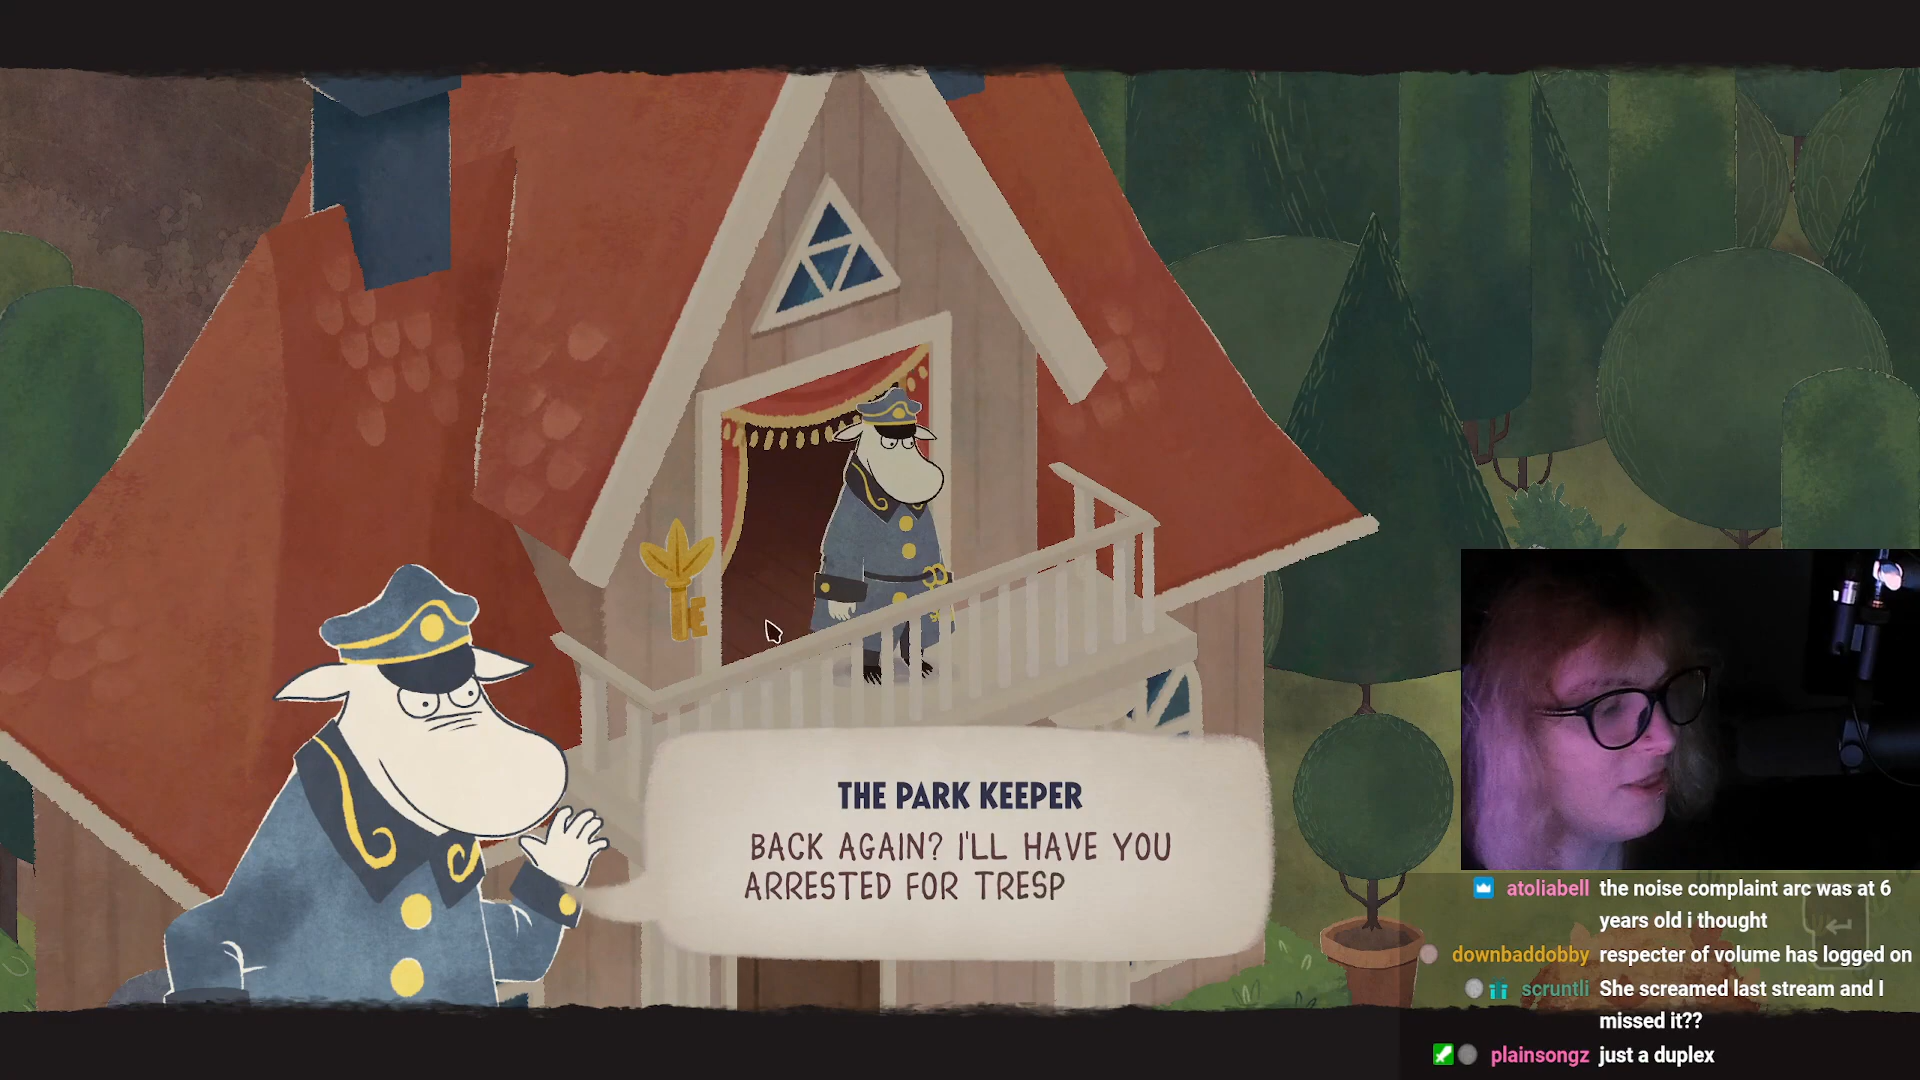 THE PARK KEEPER
BACK AGAIN? I'LL HAVE YOU
ARRESTED FOR TRESP
atoliabell the noise complaint arc was at 6
years old i thought
downbaddobby respecter of volume has logged on
scruntli She screamed last stream and I
missed it??
plainsongz just a duplex